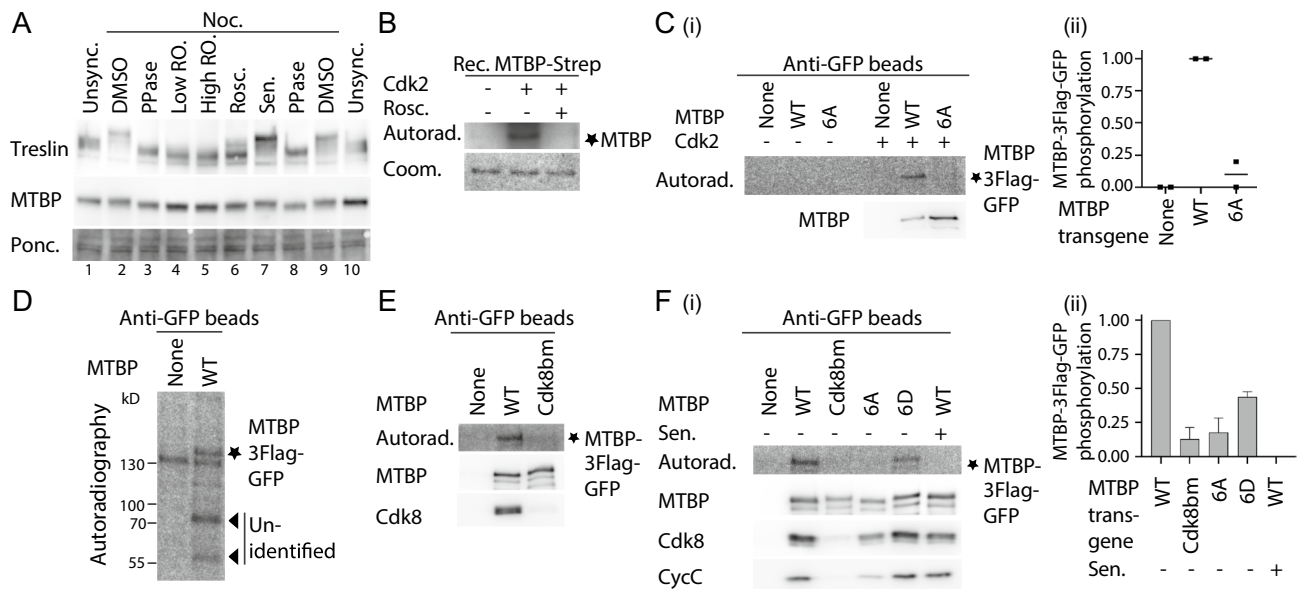 A
Noc.
Unsync.
DMSO
PPase
Low RO.
High RO.
Rosc.
Sen.
PPase
DMSO
Unsync.
Treslin
MTBP
Ponc.
1 2 3 4 5 6 7 8 9 10
B
Rec. MTBP-Strep
Cdk2 - + +
Rosc. - - +
Autorad. ★MTBP
Coom.
C (i)
Anti-GFP beads
None WT 6A None WT 6A
MTBP
Cdk2 - - - + + +
Autorad. ★
MTBP
3Flag-
GFP
MTBP
(ii)
MTBP-3Flag-GFP
phosphorylation
1.00
0.75
0.50
0.25
0.00
MTBP
transgene
None
WT
6A
D
Anti-GFP beads
MTBP None WT
kD
Autoradiography
MTBP
★ 3Flag-
GFP
130
100
70
55
Un-
identified
E
Anti-GFP beads
MTBP None WT Cdk8bm
Autorad. ★ MTBP-
3Flag-
GFP
MTBP
Cdk8
F (i)
Anti-GFP beads
MTBP None WT Cdk8bm 6A 6D WT
Sen. - - - - - +
Autorad. ★ MTBP-
3Flag-
GFP
MTBP
Cdk8
CycC
(ii)
MTBP-3Flag-GFP
phosphorylation
1.00
0.75
0.50
0.25
0.00
MTBP
trans-
gene
WT
Cdk8bm
6A
6D
WT
Sen. - - - - +